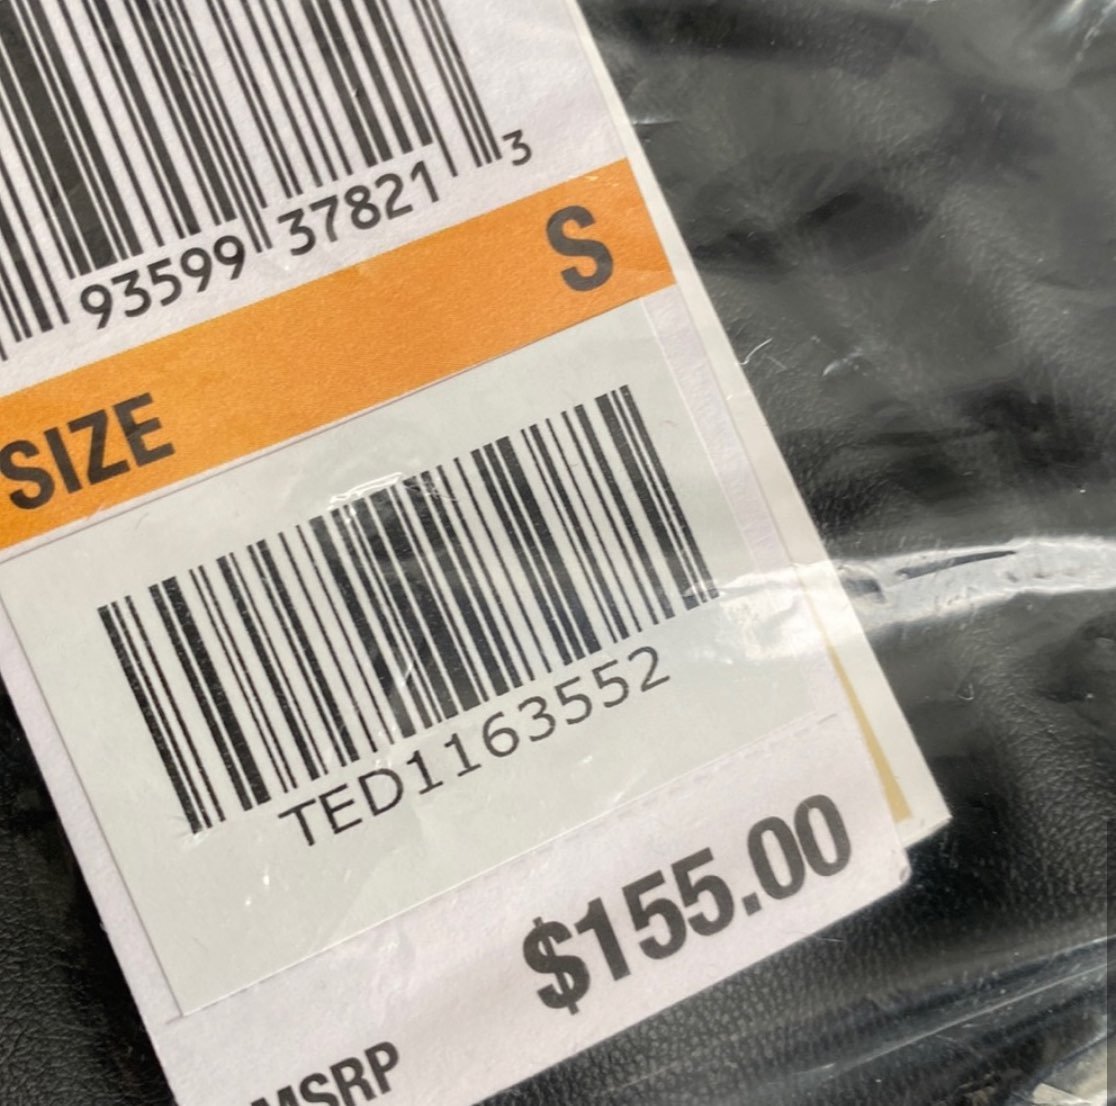 93599 37821 3
SIZE S
TED1163552
$155.00
MSRP